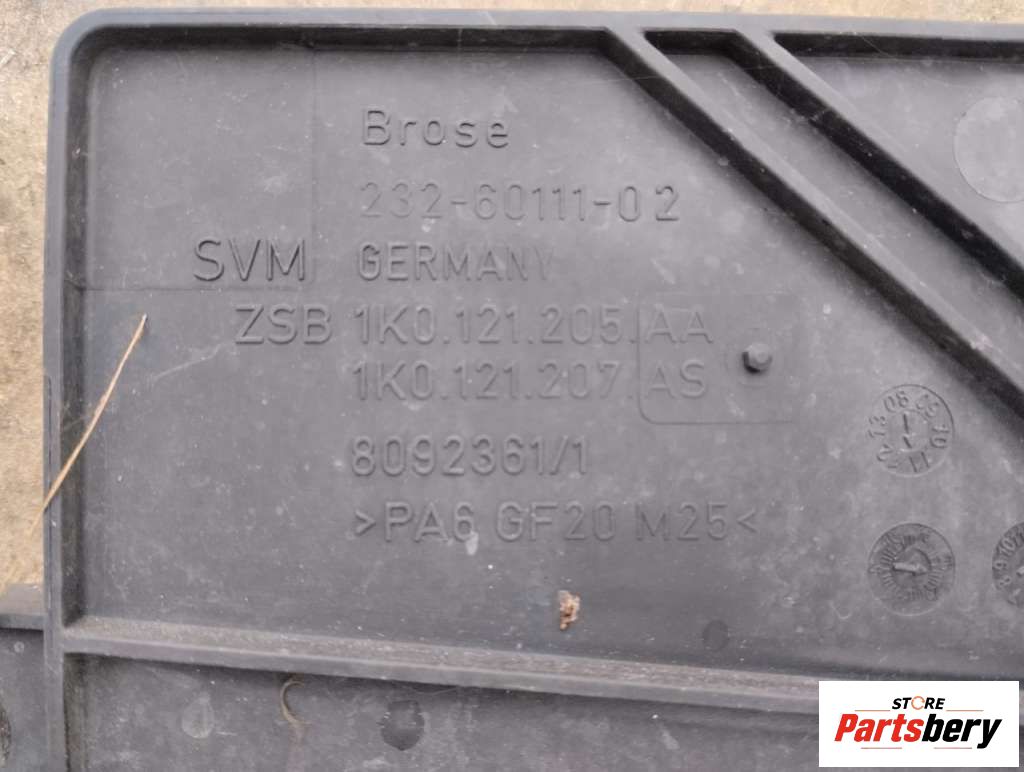 Brose
232-60111-02
SVM GERMANY
ZSB 1K0.121.205.AA
1K0.121.207.AS
8092361/1
>PA6 GF20 M25<
STORE
Partsbery